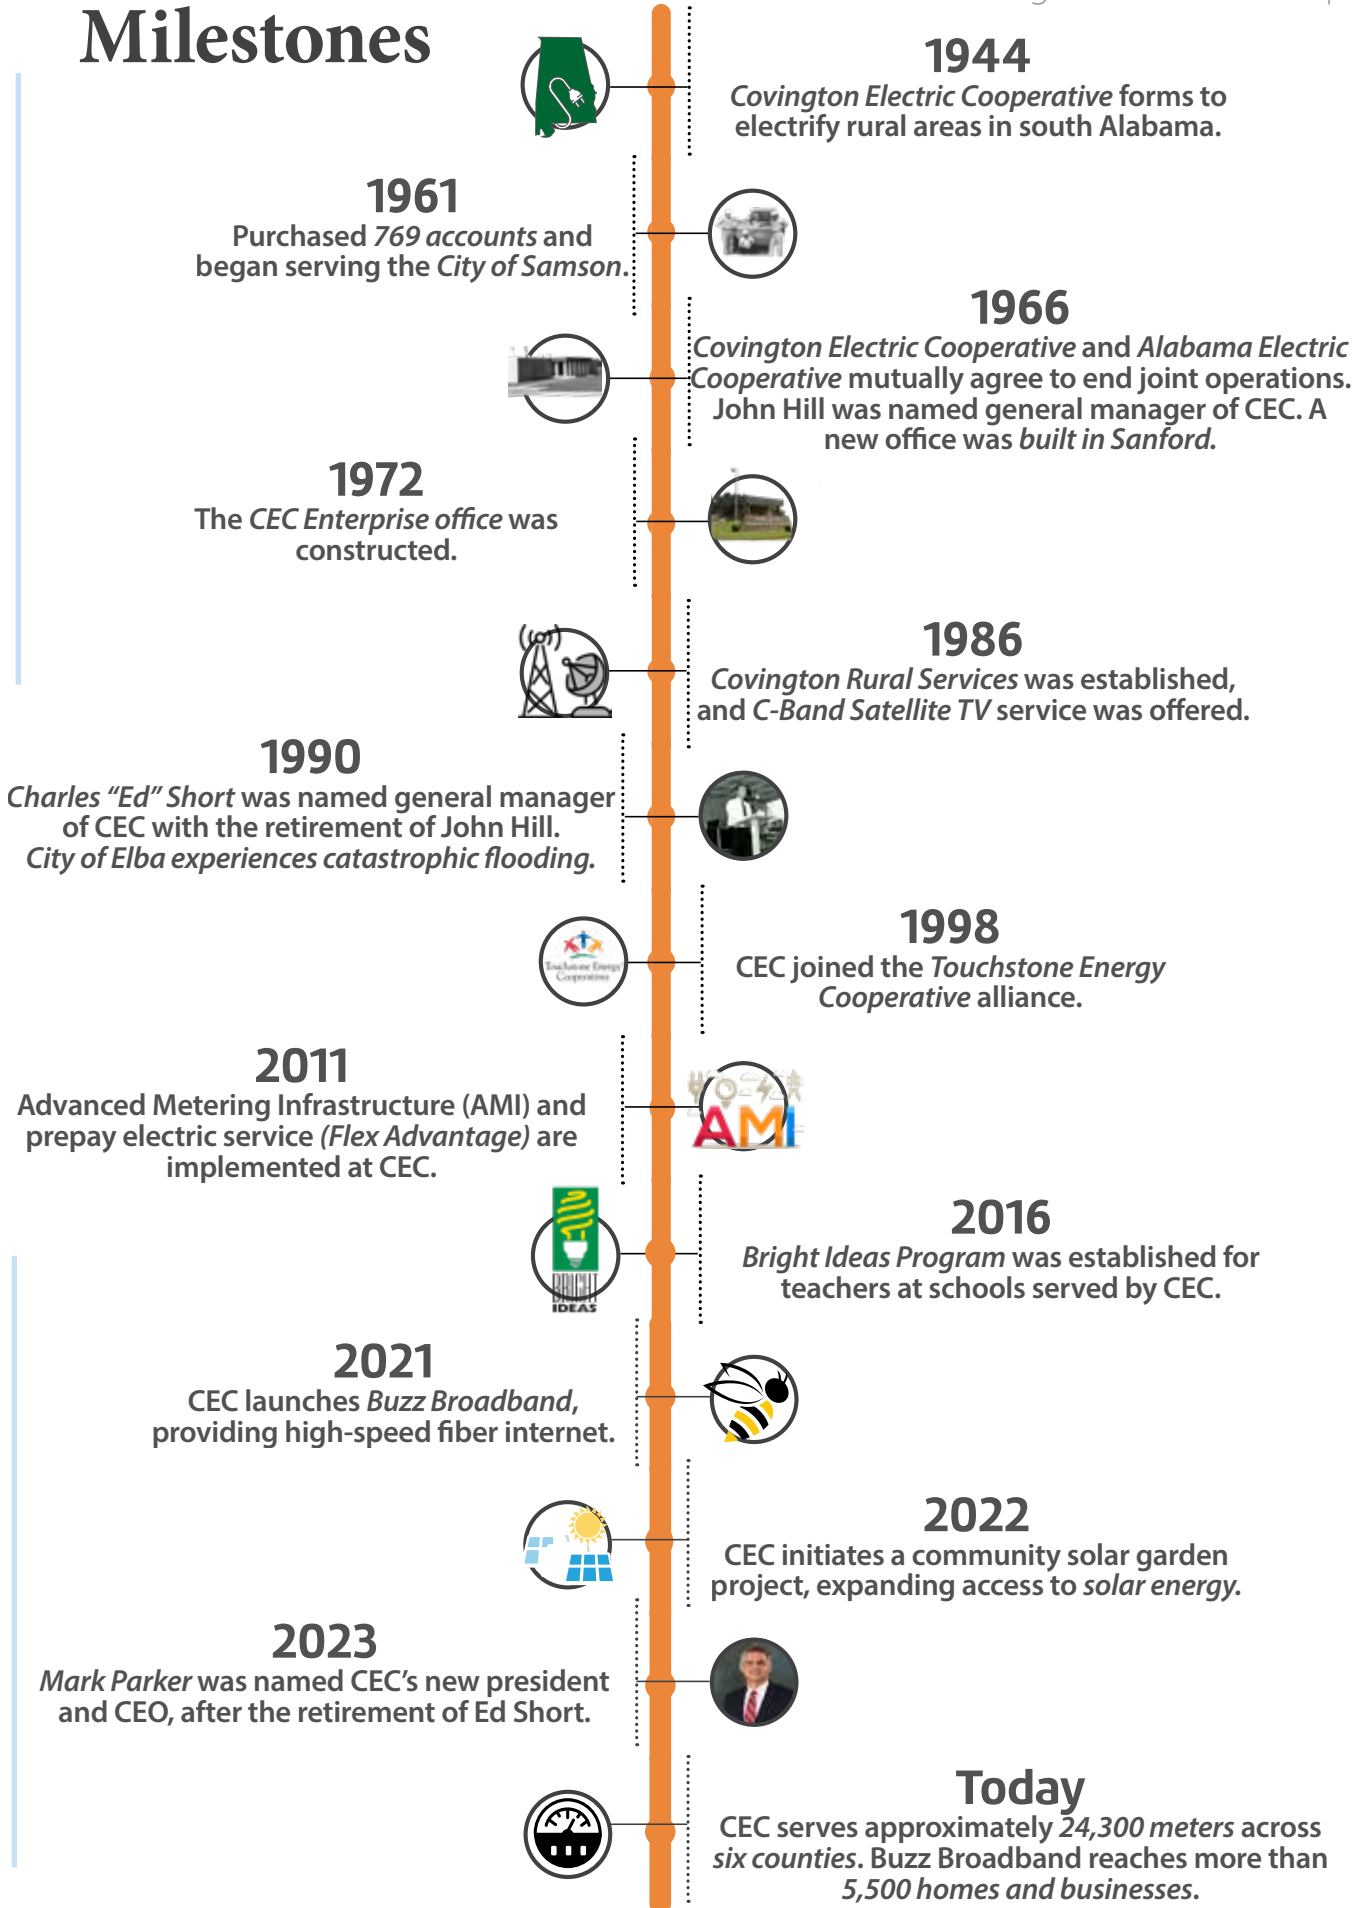 Milestones
1944
Covington Electric Cooperative forms to
electrify rural areas in south Alabama.
1961
Purchased 769 accounts and
began serving the City of Samson.
1966
Covington Electric Cooperative and Alabama Electric
Cooperative mutually agree to end joint operations.
John Hill was named general manager of CEC. A
new office was built in Sanford.
1972
The CEC Enterprise office was
constructed.
1986
Covington Rural Services was established,
and C-Band Satellite TV service was offered.
1990
Charles “Ed” Short was named general manager
of CEC with the retirement of John Hill.
City of Elba experiences catastrophic flooding.
1998
CEC joined the Touchstone Energy
Cooperative alliance.
Touchstone Energy
Cooperatives
2011
Advanced Metering Infrastructure (AMI) and
prepay electric service (Flex Advantage) are
implemented at CEC.
AMI
2016
Bright Ideas Program was established for
teachers at schools served by CEC.
BRIGHT
IDEAS
2021
CEC launches Buzz Broadband,
providing high-speed fiber internet.
2022
CEC initiates a community solar garden
project, expanding access to solar energy.
2023
Mark Parker was named CEC’s new president
and CEO, after the retirement of Ed Short.
Today
CEC serves approximately 24,300 meters across
six counties. Buzz Broadband reaches more than
5,500 homes and businesses.